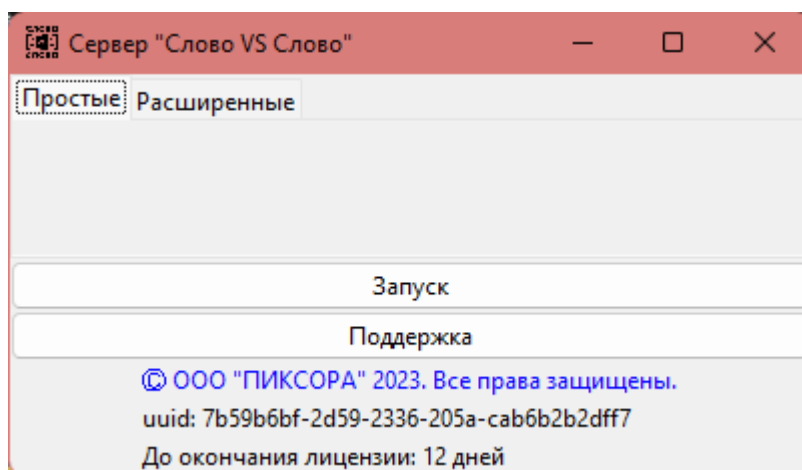 Сервер "Слово VS Слово"
Простые Расширенные
Запуск
Поддержка
© ООО "ПИКСОРА" 2023. Все права защищены.
uuid: 7b59b6bf-2d59-2336-205a-cab6b2b2dff7
До окончания лицензии: 12 дней